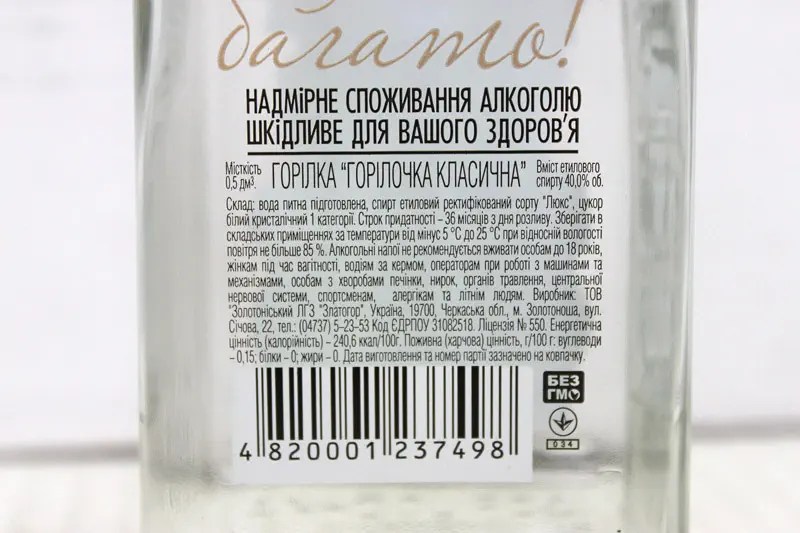 багато!
НАДМІРНЕ СПОЖИВАННЯ АЛКОГОЛЮ
ШКІДЛИВЕ ДЛЯ ВАШОГО ЗДОРОВ'Я
Місткість 0,5 дм³. ГОРІЛКА "ГОРІЛОЧКА КЛАСИЧНА" Вміст етилового спирту 40,0% об.
Склад: вода питна підготовлена, спирт етиловий ректифікований сорту "Люкс", цукор
білий кристалічний 1 категорії. Строк придатності – 36 місяців з дня розливу. Зберігати в
складських приміщеннях за температури від мінус 5 °С до 25 °С при відносній вологості
повітря не більше 85 %. Алкогольні напої не рекомендується вживати особам до 18 років,
жінкам під час вагітності, водіям за кермом, операторам при роботі з машинами та
механізмами, особам з хворобами печінки, нирок, органів травлення, центральної
нервової системи, спортсменам, алергікам та літнім людям. Виробник: ТОВ
"Золотоніський ЛГЗ "Златогор", Україна, 19700, Черкаська обл., м. Золотоноша, вул.
Січова, 22, тел.: (04737) 5–23–53 Код ЄДРПОУ 31082518. Ліцензія № 550. Енергетична
цінність (калорійність) – 240,6 ккал/100г. Поживна (харчова) цінність, г/100 г: вуглеводи
– 0,15; білки – 0; жири – 0. Дата виготовлення та номер партії зазначено на ковпачку.
БЕЗ
ГМО
034
4 820001 237498